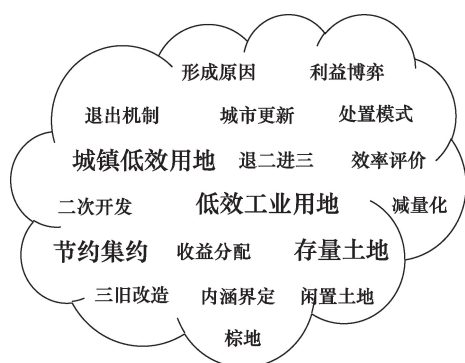 形成原因 利益博弈
退出机制 城市更新 处置模式
城镇低效用地 退二进三 效率评价
二次开发 低效工业用地 减量化
节约集约 收益分配 存量土地
三旧改造 内涵界定 闲置土地
棕地